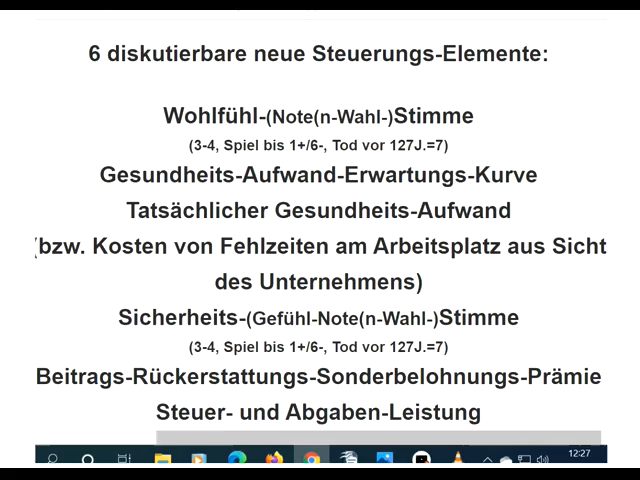 6 diskutierbare neue Steuerungs-Elemente:
Wohlfühl-(Note(n-Wahl-)Stimme
(3-4, Spiel bis 1+/6-, Tod vor 127J.=7)
Gesundheits-Aufwand-Erwartungs-Kurve
Tatsächlicher Gesundheits-Aufwand
(bzw. Kosten von Fehlzeiten am Arbeitsplatz aus Sicht
des Unternehmens)
Sicherheits-(Gefühl-Note(n-Wahl-)Stimme
(3-4, Spiel bis 1+/6-, Tod vor 127J.=7)
Beitrags-Rückerstattungs-Sonderbelohnungs-Prämie
Steuer- und Abgaben-Leistung
12:27